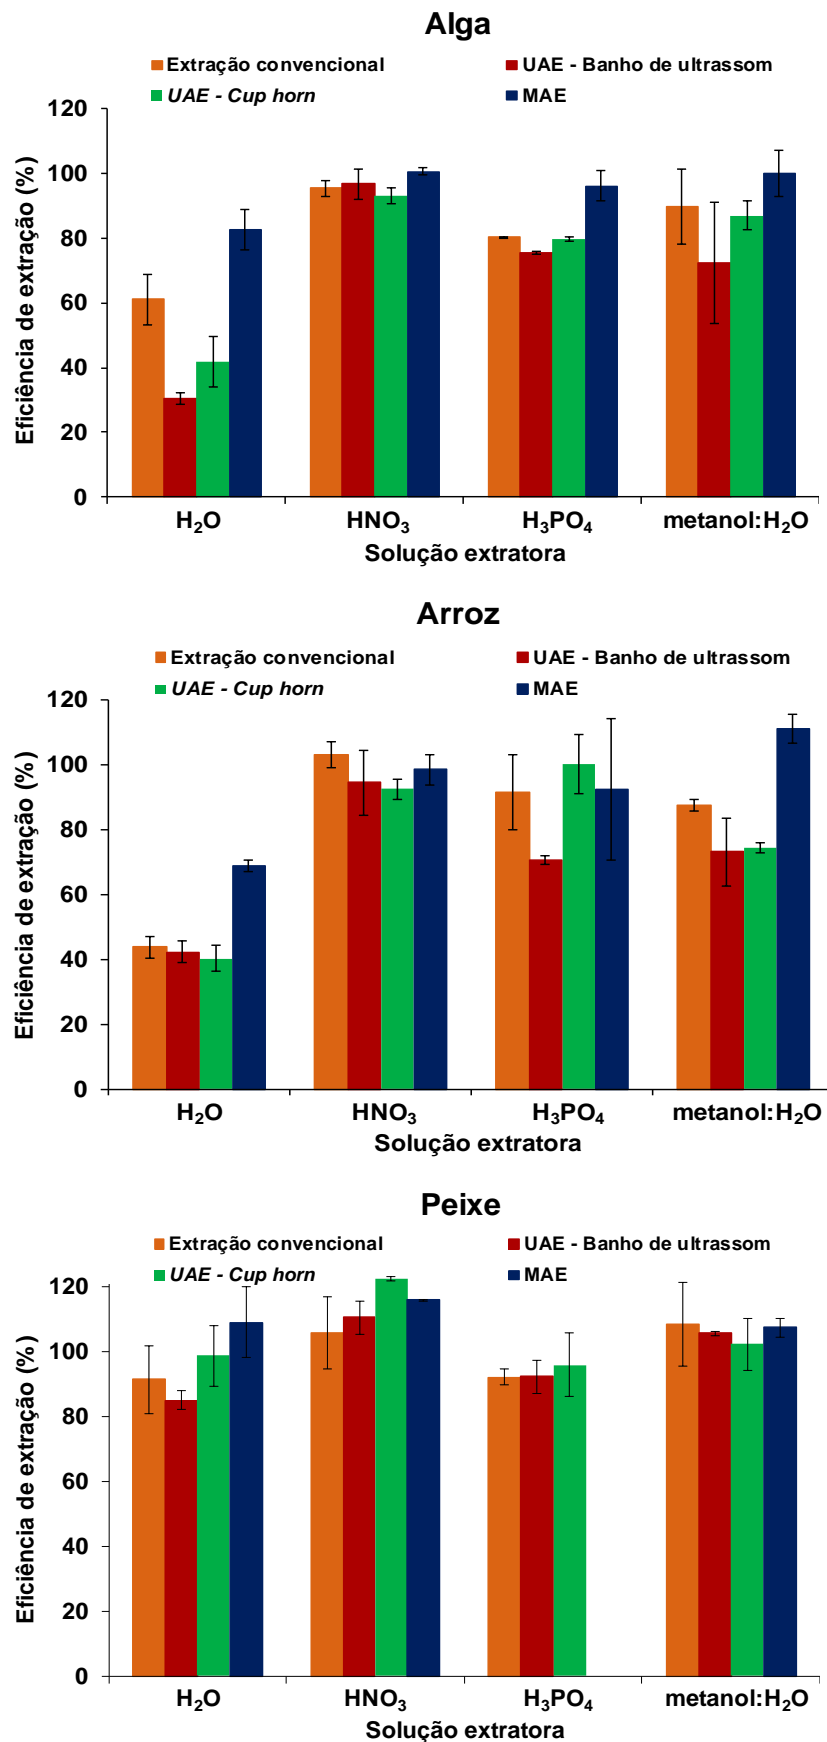 Alga
Extração convencional
UAE - Banho de ultrassom
UAE - Cup horn
MAE
Eficiência de extração (%)
120
100
80
60
40
20
0
H₂O
HNO₃
H₃PO₄
metanol:H₂O
Solução extratora
Arroz
Extração convencional
UAE - Banho de ultrassom
UAE - Cup horn
MAE
Eficiência de extração (%)
120
100
80
60
40
20
0
H₂O
HNO₃
H₃PO₄
metanol:H₂O
Solução extratora
Peixe
Extração convencional
UAE - Banho de ultrassom
UAE - Cup horn
MAE
Eficiência de extração (%)
120
100
80
60
40
20
0
H₂O
HNO₃
H₃PO₄
metanol:H₂O
Solução extratora